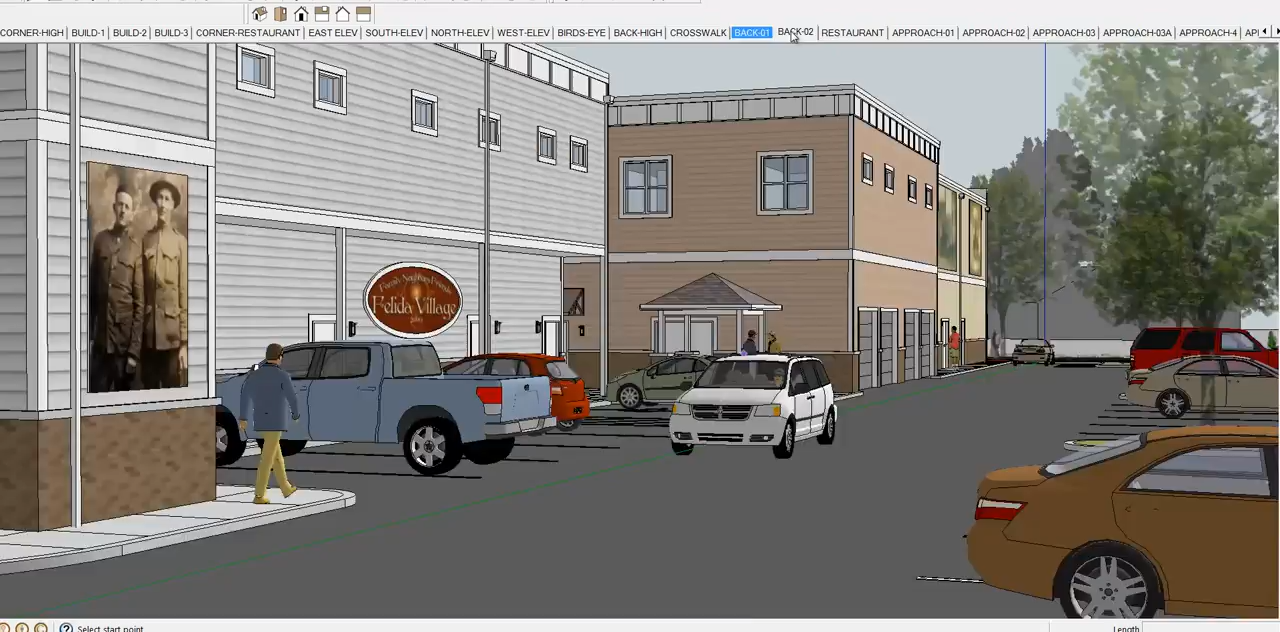 CORNER-HIGH BUILD-1 BUILD-2 BUILD-3 CORNER-RESTAURANT EAST ELEV SOUTH-ELEV NORTH-ELEV WEST-ELEV BIRDS-EYE BACK-HIGH CROSSWALK BACK-01 BACK-02 RESTAURANT APPROACH-01 APPROACH-02 APPROACH-03 APPROACH-03A APPROACH-4
Felida Village
Select start point
Length